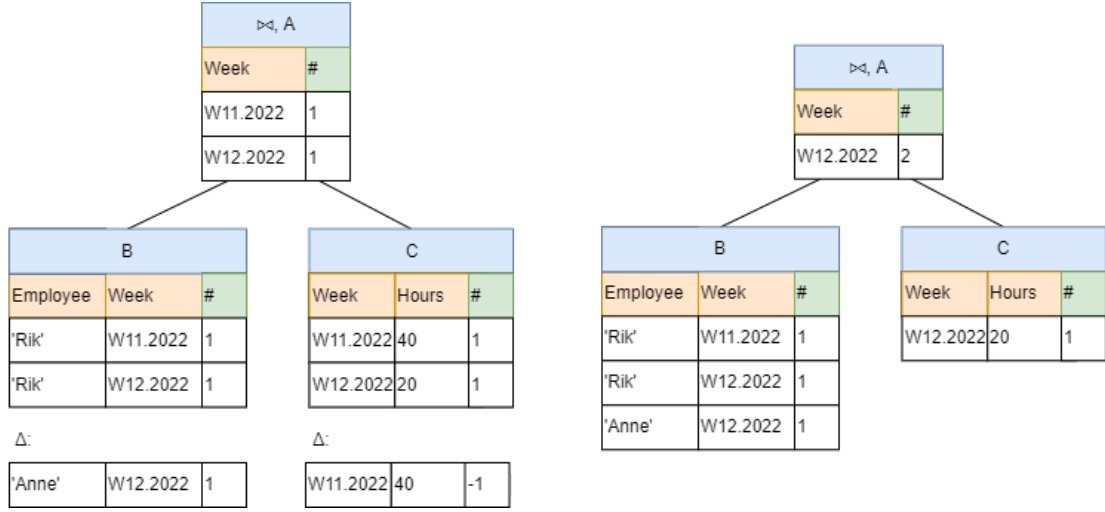 ⋈, A
Week #
W11.2022 1
W12.2022 1
B
Employee Week #
'Rik' W11.2022 1
'Rik' W12.2022 1
Δ:
'Anne' W12.2022 1
C
Week Hours #
W11.2022 40 1
W12.2022 20 1
Δ:
W11.2022 40 -1
⋈, A
Week #
W12.2022 2
B
Employee Week #
'Rik' W11.2022 1
'Rik' W12.2022 1
'Anne' W12.2022 1
C
Week Hours #
W12.2022 20 1